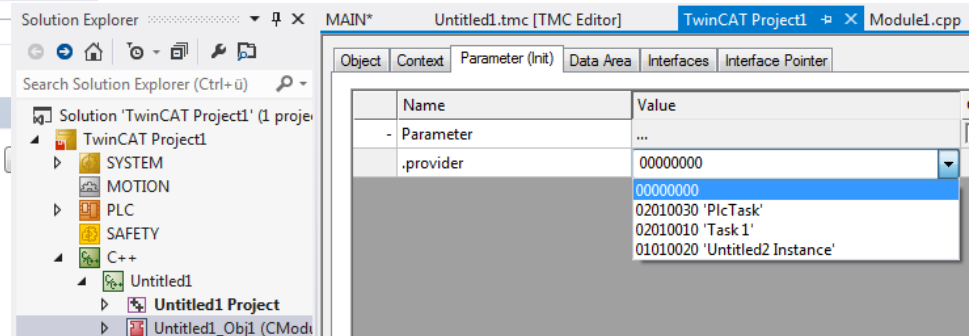 Solution Explorer
MAIN*
Untitled1.tmc [TMC Editor]
TwinCAT Project1
Module1.cpp
Search Solution Explorer (Ctrl+ü)
Solution 'TwinCAT Project1' (1 proje
TwinCAT Project1
SYSTEM
MOTION
PLC
SAFETY
C++
Untitled1
Untitled1 Project
Untitled1_Obj1 (CModu
Object
Context
Parameter (Init)
Data Area
Interfaces
Interface Pointer
Name
Value
- Parameter
...
.provider
00000000
00000000
02010030 'PlcTask'
02010010 'Task 1'
01010020 'Untitled2 Instance'